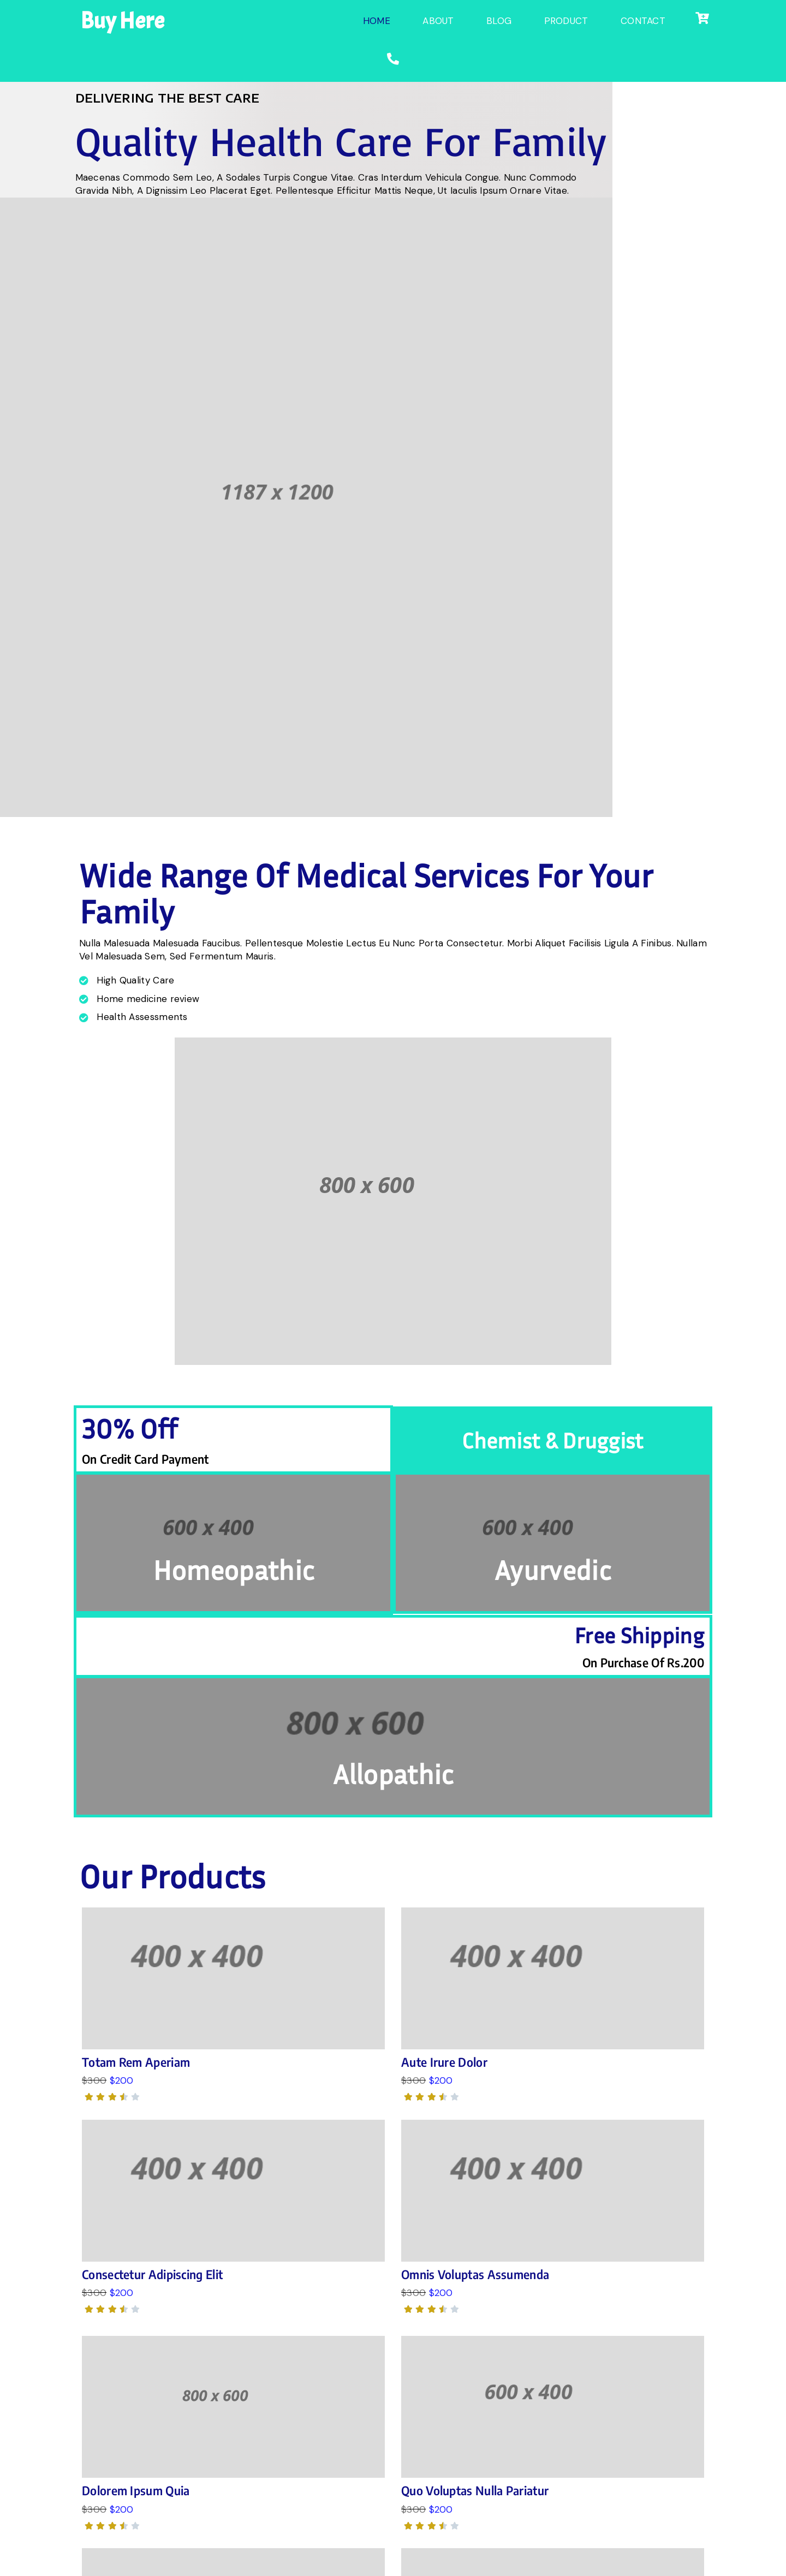 Buy Here
HOME ABOUT BLOG PRODUCT CONTACT
DELIVERING THE BEST CARE
Quality Health Care For Family
Maecenas Commodo Sem Leo, A Sodales Turpis Congue Vitae. Cras Interdum Vehicula Congue. Nunc Commodo
Gravida Nibh, A Dignissim Leo Placerat Eget. Pellentesque Efficitur Mattis Neque, Ut Iaculis Ipsum Ornare Vitae.
1187 x 1200
Wide Range Of Medical Services For Your
Family
Nulla Malesuada Malesuada Faucibus. Pellentesque Molestie Lectus Eu Nunc Porta Consectetur. Morbi Aliquet Facilisis Ligula A Finibus. Nullam
Vel Malesuada Sem, Sed Fermentum Mauris.
High Quality Care
Home medicine review
Health Assessments
800 x 600
30% Off
On Credit Card Payment
Chemist & Druggist
600 x 400
Homeopathic
600 x 400
Ayurvedic
Free Shipping
On Purchase Of Rs.200
800 x 600
Allopathic
Our Products
400 x 400
Totam Rem Aperiam
$300 $200
400 x 400
Aute Irure Dolor
$300 $200
400 x 400
Consectetur Adipiscing Elit
$300 $200
400 x 400
Omnis Voluptas Assumenda
$300 $200
800 x 600
Dolorem Ipsum Quia
$300 $200
600 x 400
Quo Voluptas Nulla Pariatur
$300 $200